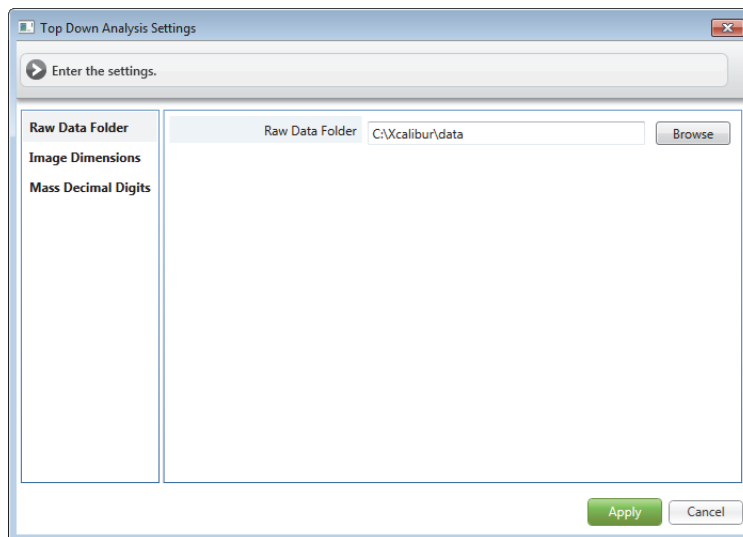 Top Down Analysis Settings
Enter the settings.
Raw Data Folder
Image Dimensions
Mass Decimal Digits
Raw Data Folder C:\Xcalibur\data Browse
Apply Cancel